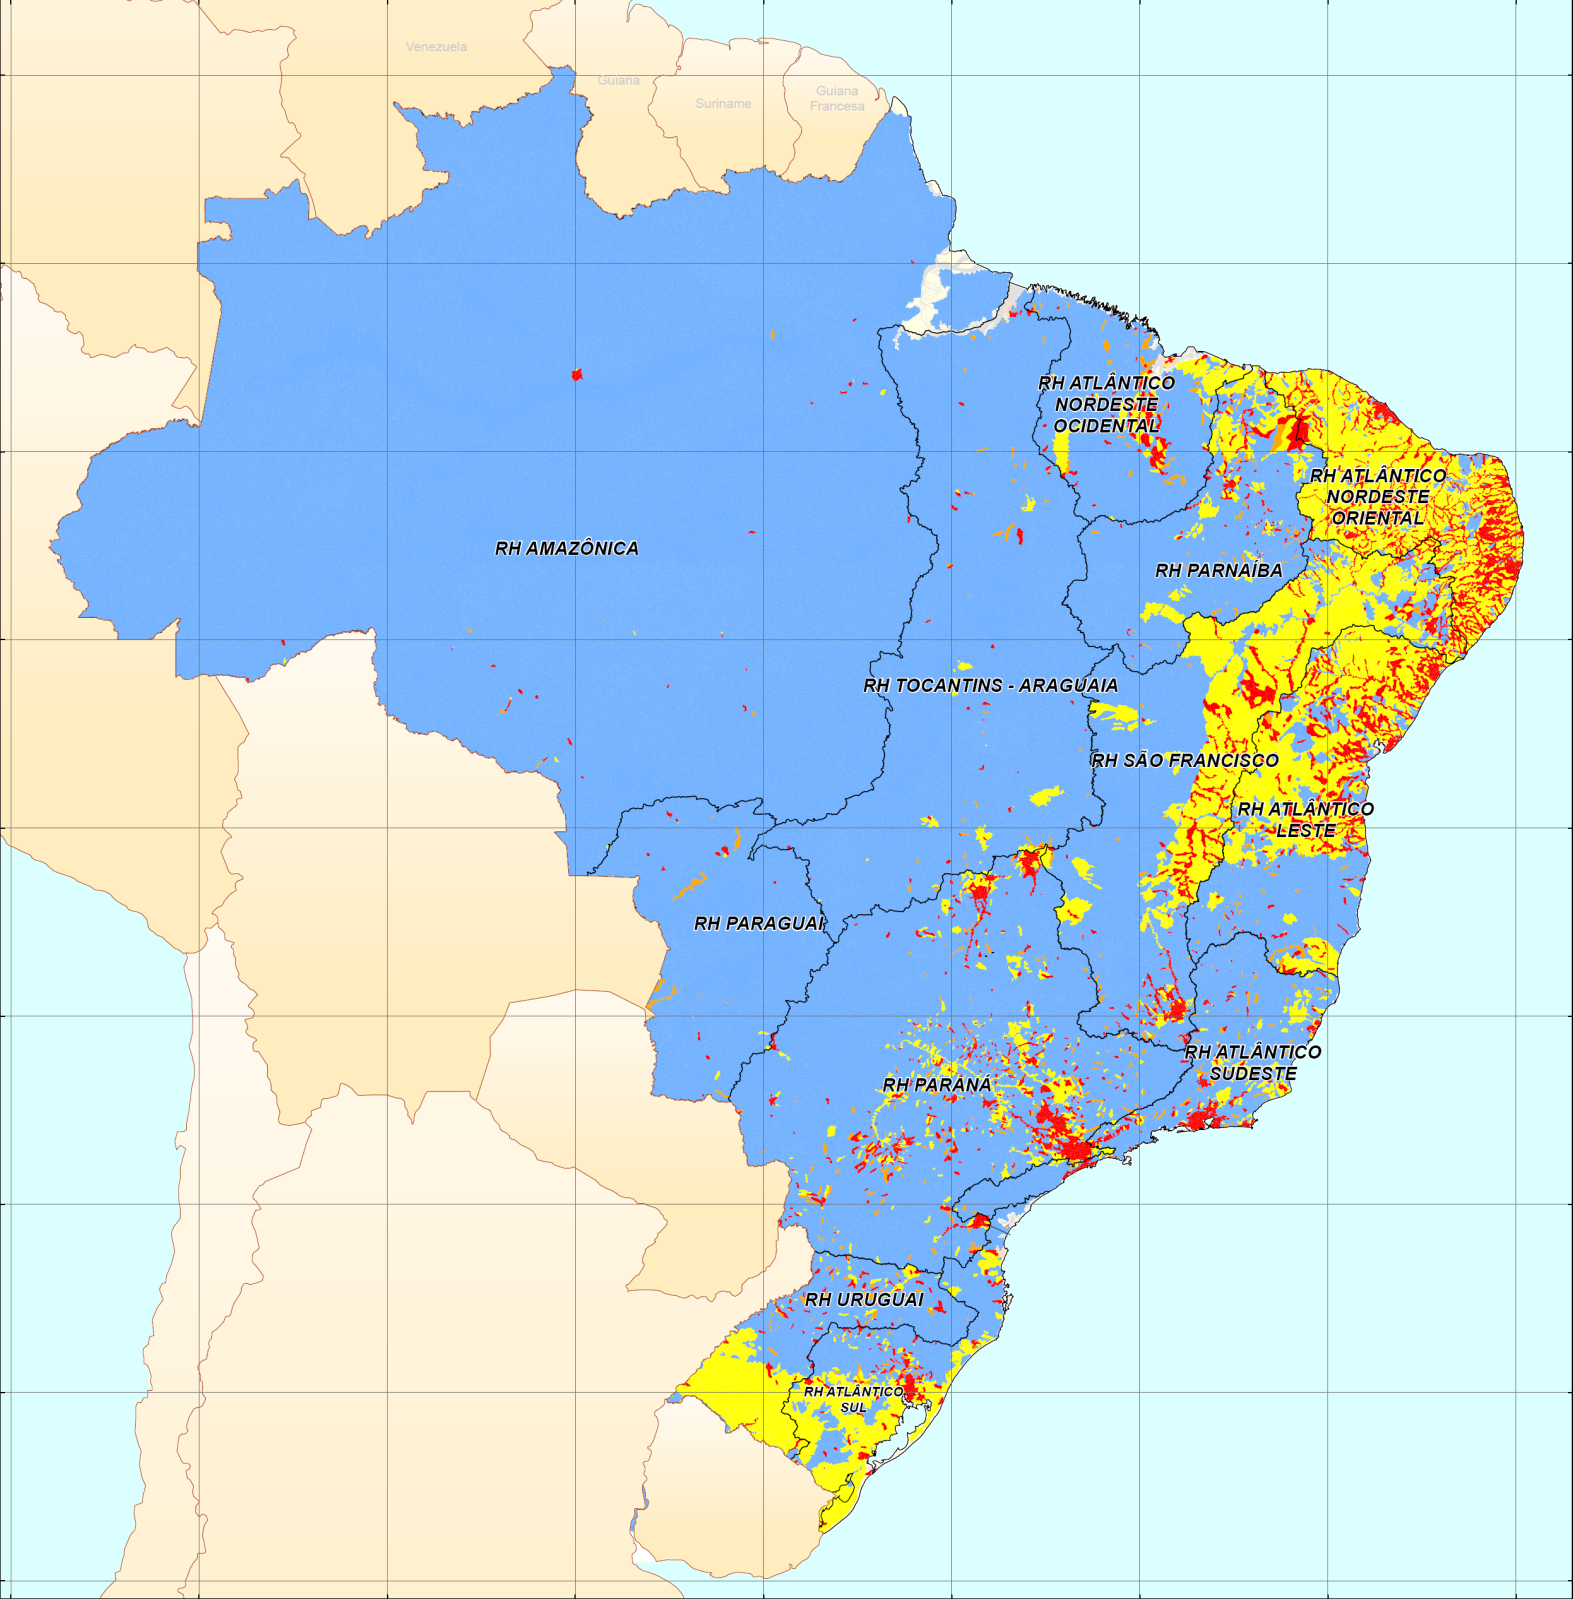 Venezuela
Guiana
Suriname
Guiana
Francesa
RH ATLÂNTICO
NORDESTE
OCIDENTAL
RH ATLÂNTICO
NORDESTE
ORIENTAL
RH AMAZÔNICA
RH PARNAÍBA
RH TOCANTINS - ARAGUAIA
RH SÃO FRANCISCO
RH ATLÂNTICO
LESTE
RH PARAGUAI
RH ATLÂNTICO
SUDESTE
RH PARANÁ
RH URUGUAI
RH ATLÂNTICO
SUL